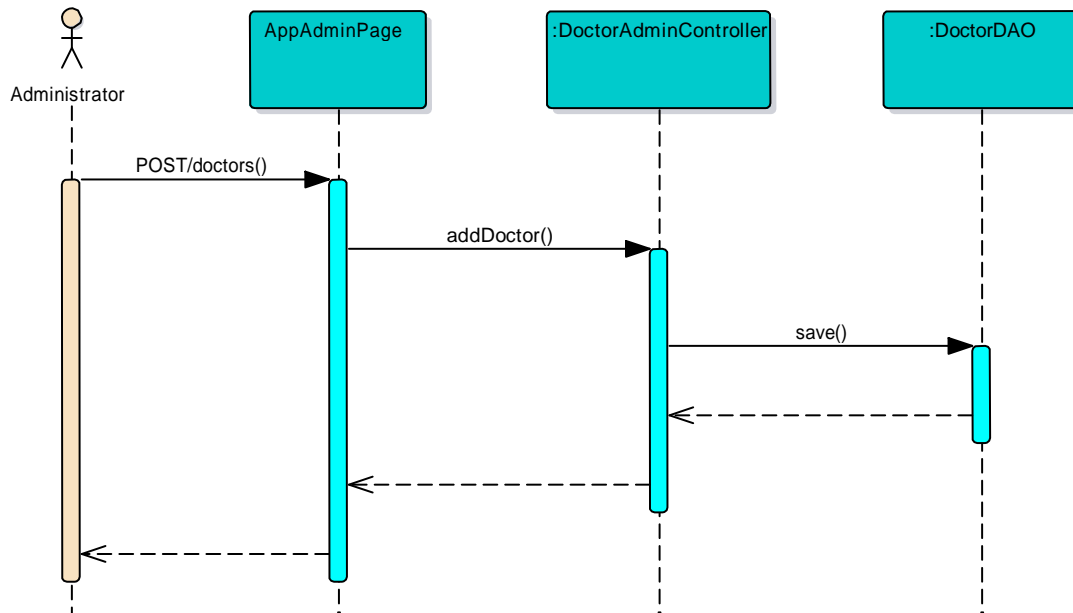 AppAdminPage
:DoctorAdminController
:DoctorDAO
Administrator
POST/doctors()
addDoctor()
save()